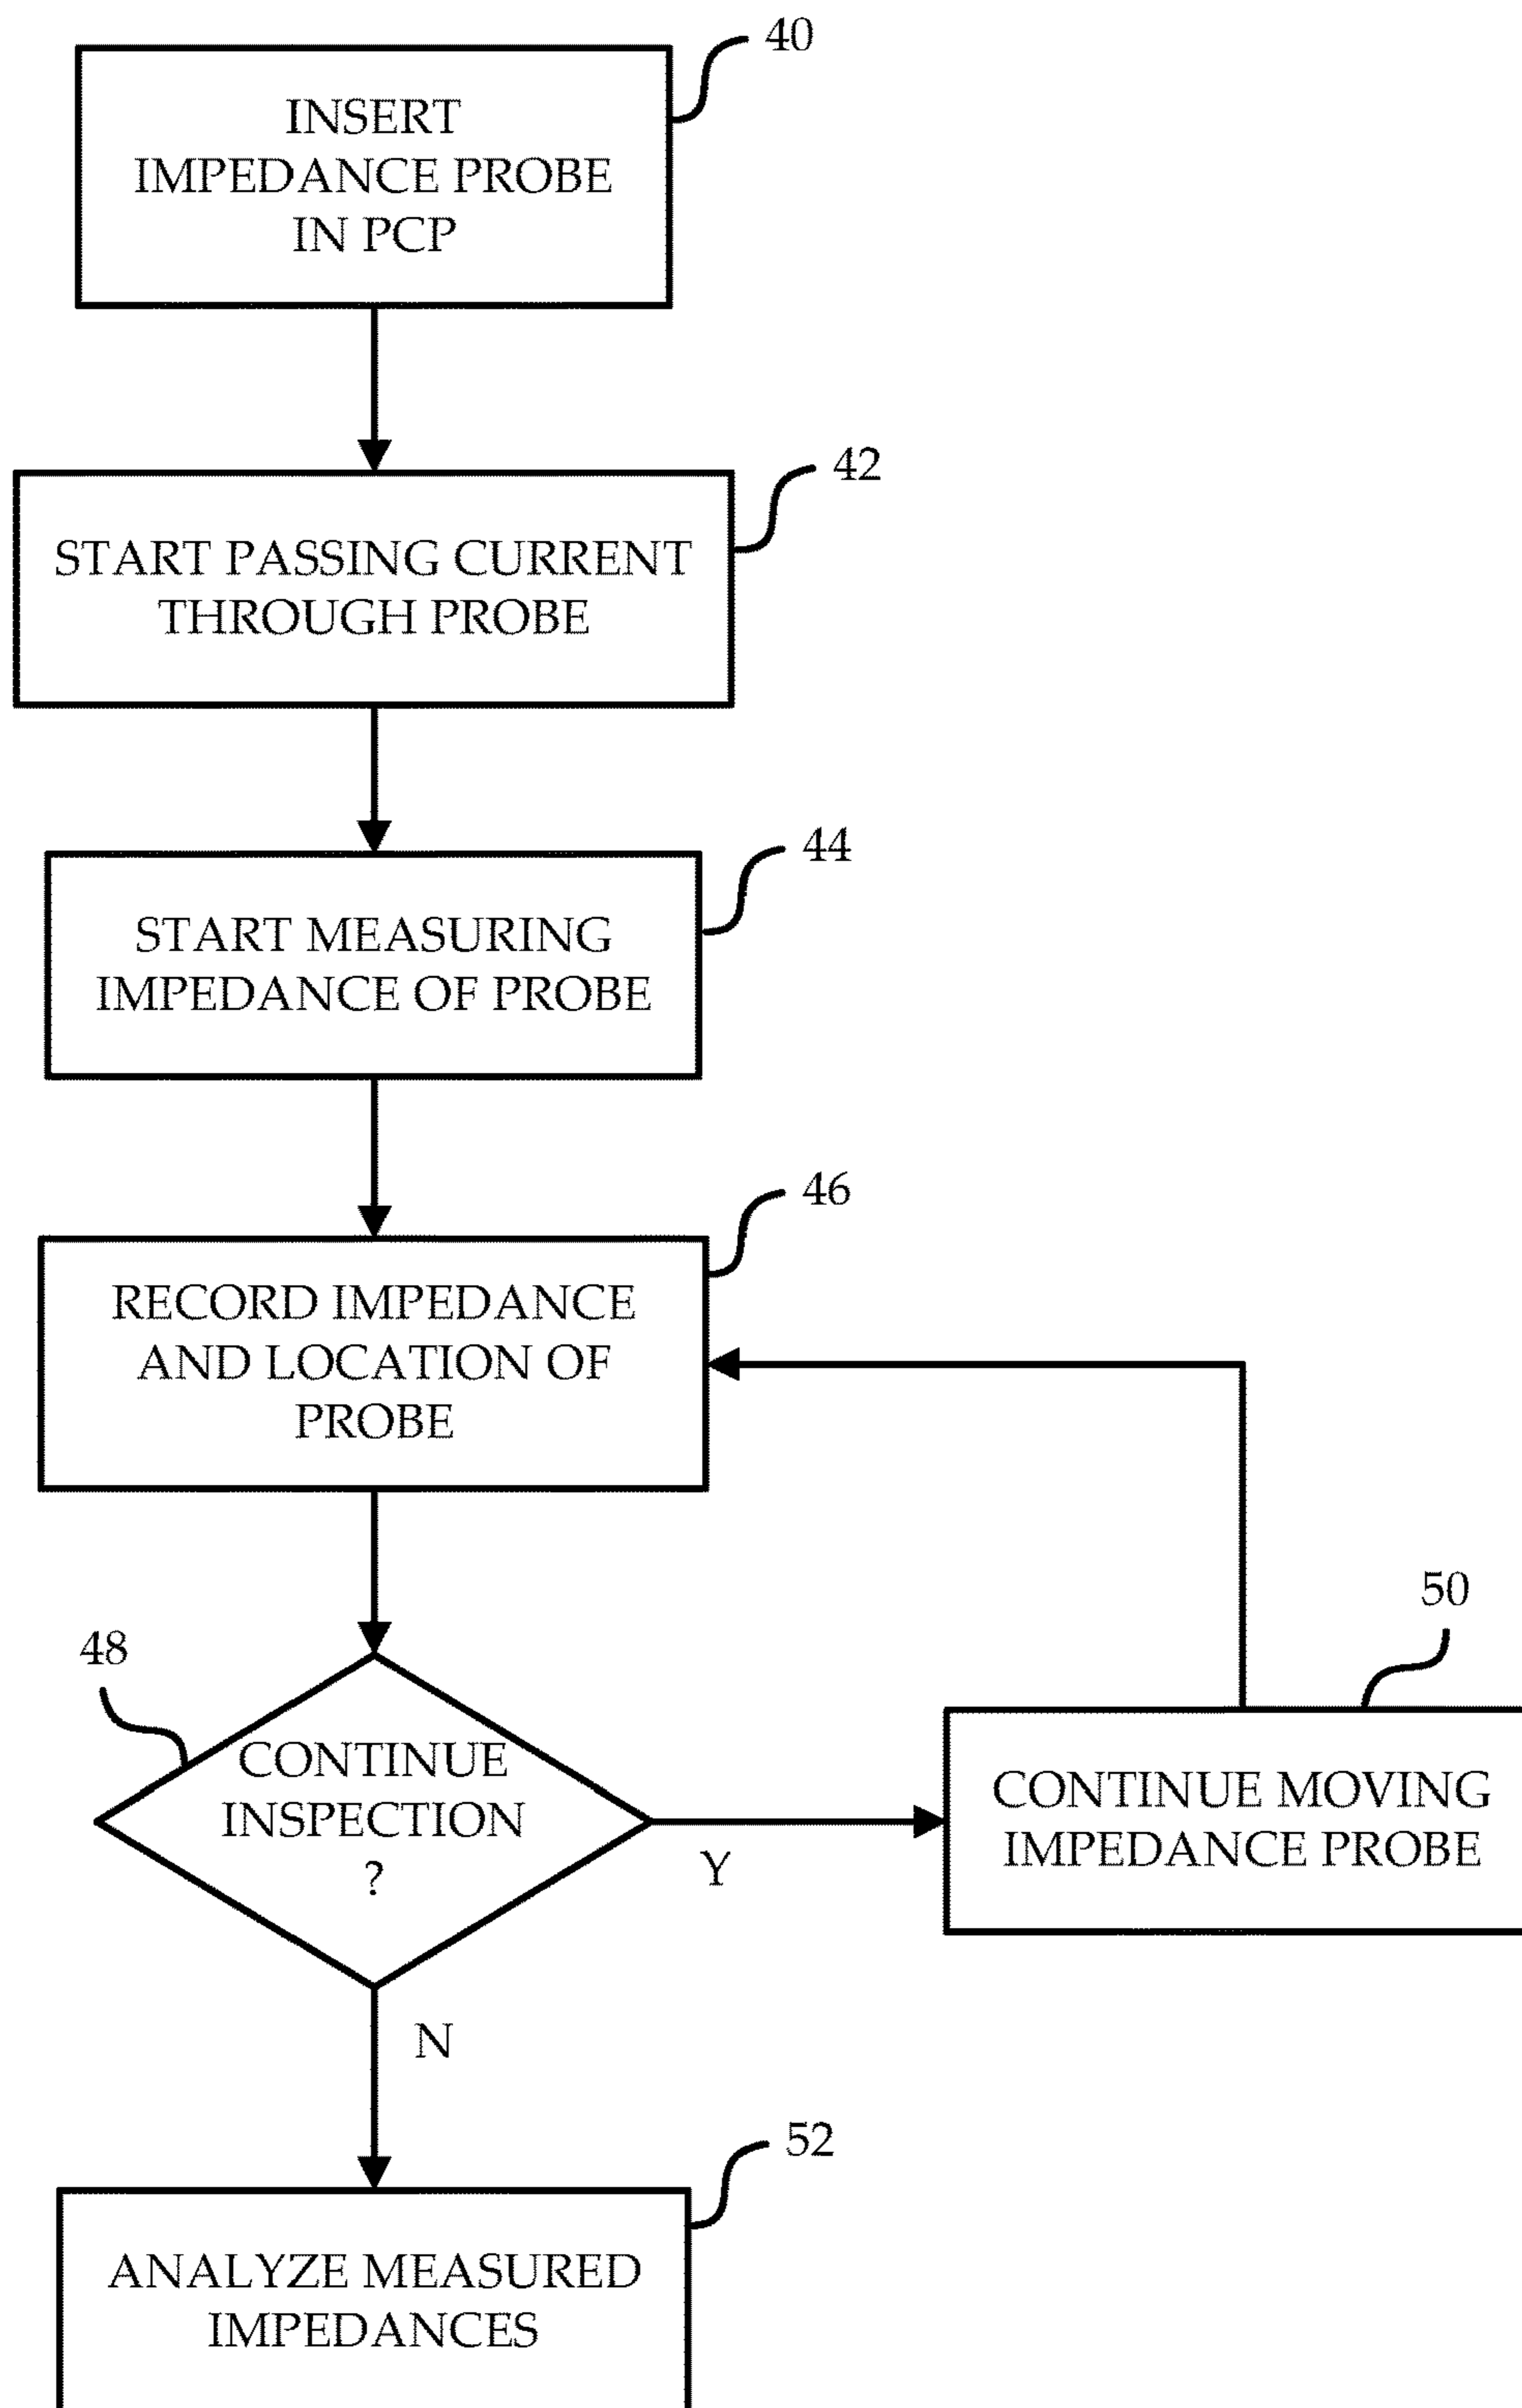 40
INSERT
IMPEDANCE PROBE
IN PCP
42
START PASSING CURRENT
THROUGH PROBE
44
START MEASURING
IMPEDANCE OF PROBE
46
RECORD IMPEDANCE
AND LOCATION OF
PROBE
48
CONTINUE
INSPECTION
?
Y
50
CONTINUE MOVING
IMPEDANCE PROBE
N
52
ANALYZE MEASURED
IMPEDANCES